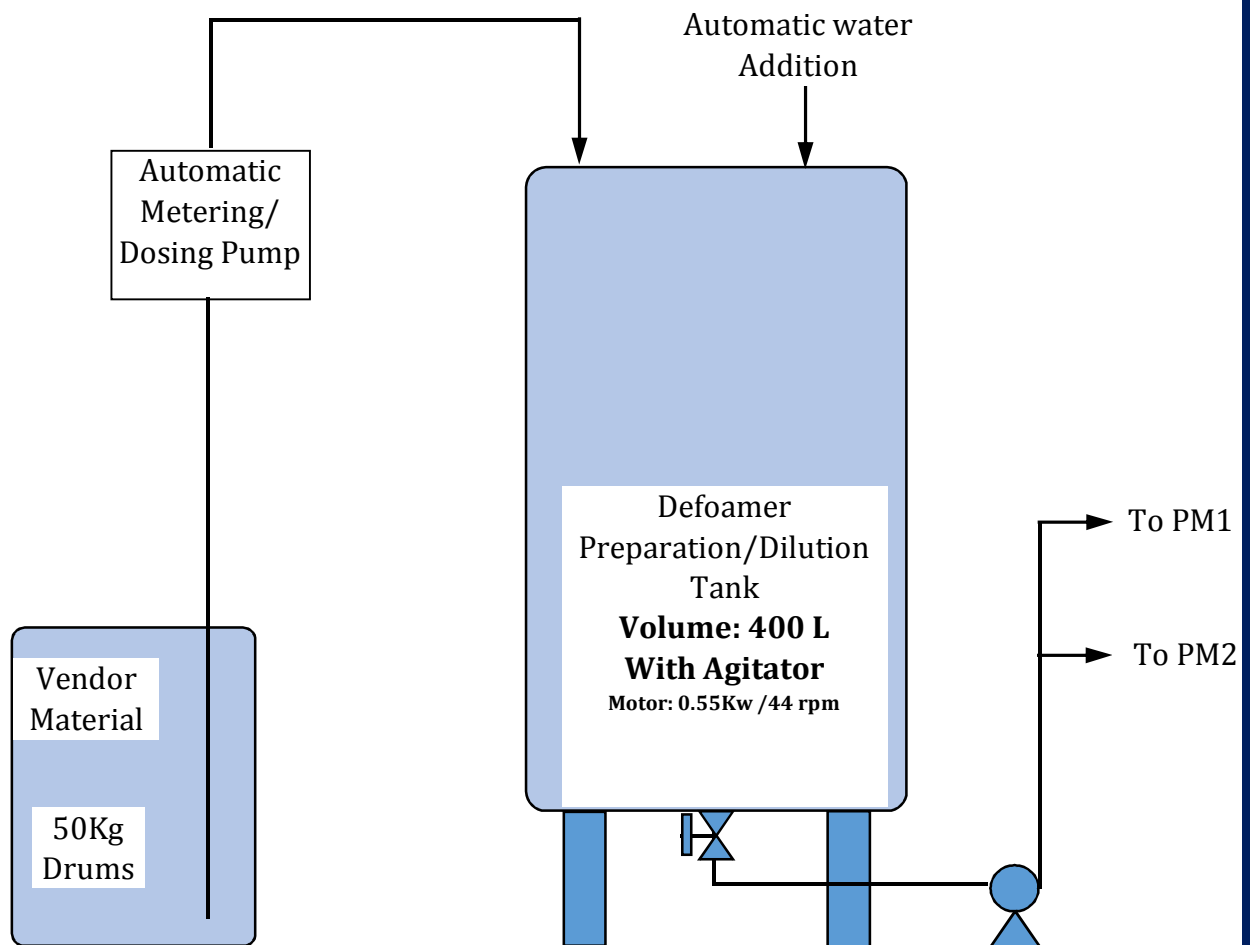 Automatic water
Addition
Automatic
Metering/
Dosing Pump
Defoamer
Preparation/Dilution
Tank
Volume: 400 L
With Agitator
Motor: 0.55Kw /44 rpm
To PM1
To PM2
Vendor
Material
50Kg
Drums